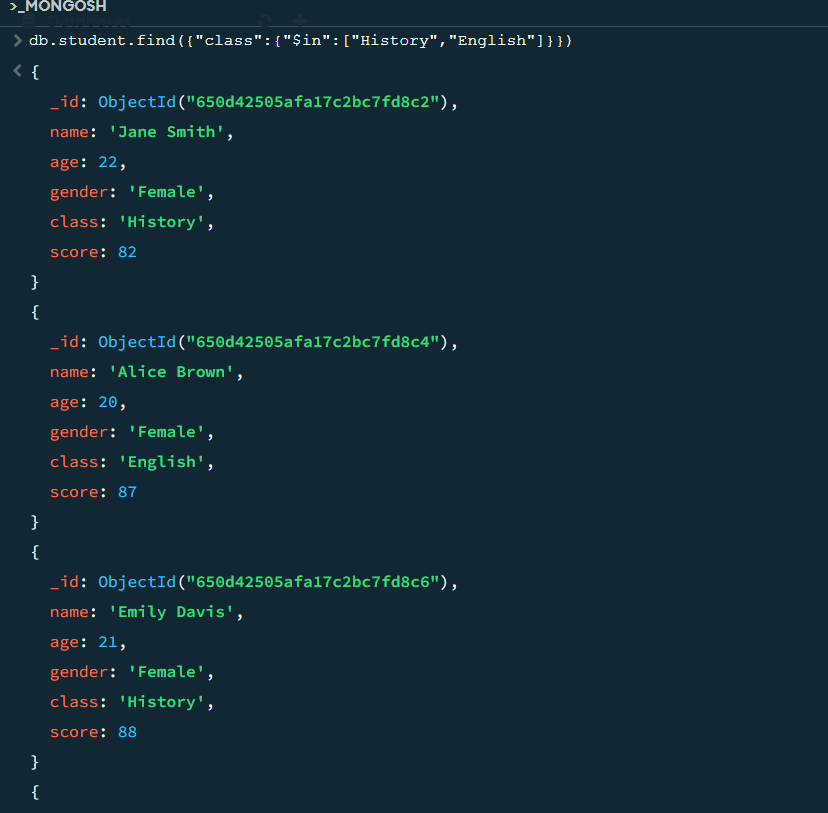 >_MONGOSH
> db.student.find({"class":{"$in":["History","English"]}})
< {
_id: ObjectId("650d42505afa17c2bc7fd8c2"),
name: 'Jane Smith',
age: 22,
gender: 'Female',
class: 'History',
score: 82
}
{
_id: ObjectId("650d42505afa17c2bc7fd8c4"),
name: 'Alice Brown',
age: 20,
gender: 'Female',
class: 'English',
score: 87
}
{
_id: ObjectId("650d42505afa17c2bc7fd8c6"),
name: 'Emily Davis',
age: 21,
gender: 'Female',
class: 'History',
score: 88
}
{